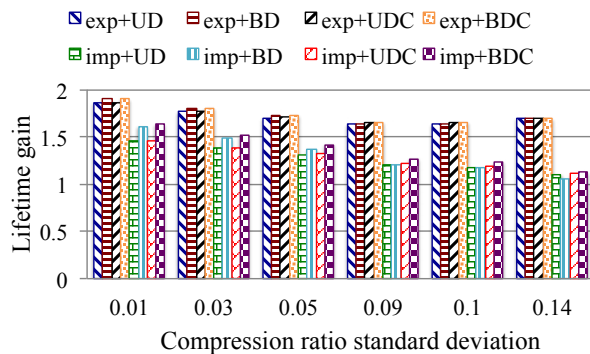 exp+UD exp+BD exp+UDC exp+BDC
imp+UD imp+BD imp+UDC imp+BDC
2
1.5
1
0.5
0
Lifetime gain
0.01 0.03 0.05 0.09 0.1 0.14
Compression ratio standard deviation